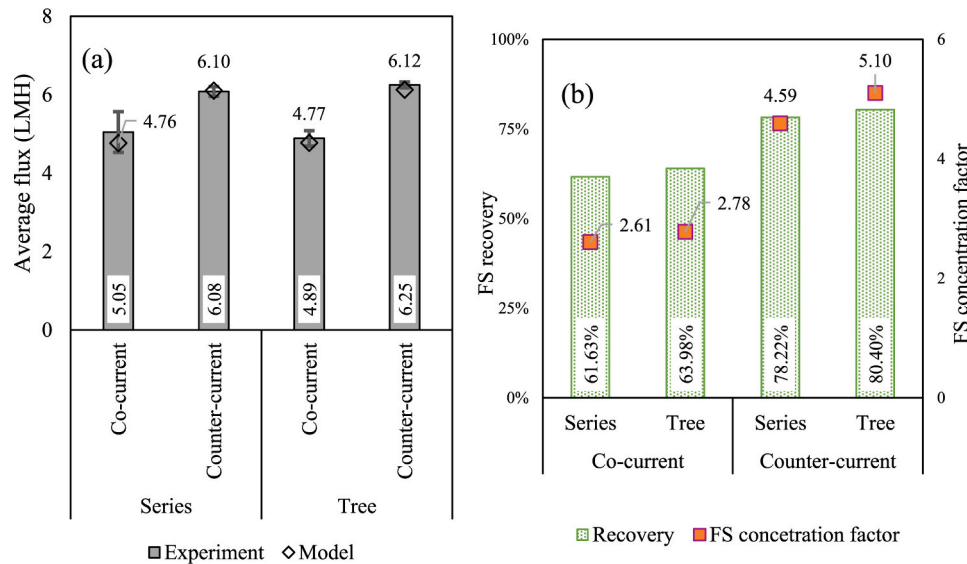 (a)
Average flux (LMH)
8
6
4
2
0
4.76
6.10
4.77
6.12
5.05
6.08
4.89
6.25
Co-current
Counter-current
Co-current
Counter-current
Series
Tree
Experiment
Model
(b)
FS recovery
100%
75%
50%
25%
0%
FS concentration factor
6
4
2
0
2.61
2.78
4.59
5.10
61.63%
63.98%
78.22%
80.40%
Series
Tree
Series
Tree
Co-current
Counter-current
Recovery
FS concetration factor